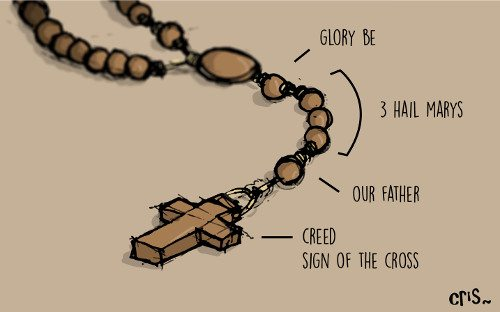 GLORY BE
3 HAIL MARYS
OUR FATHER
CREED
SIGN OF THE CROSS
cris~